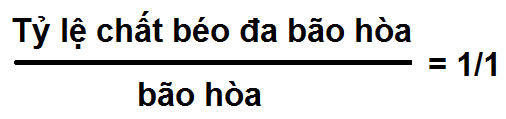 Tỷ lệ chất béo đa bão hòa
bão hòa
= 1/1